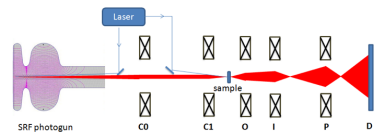 Laser
sample
SRF photogun C0 C1 O I P D